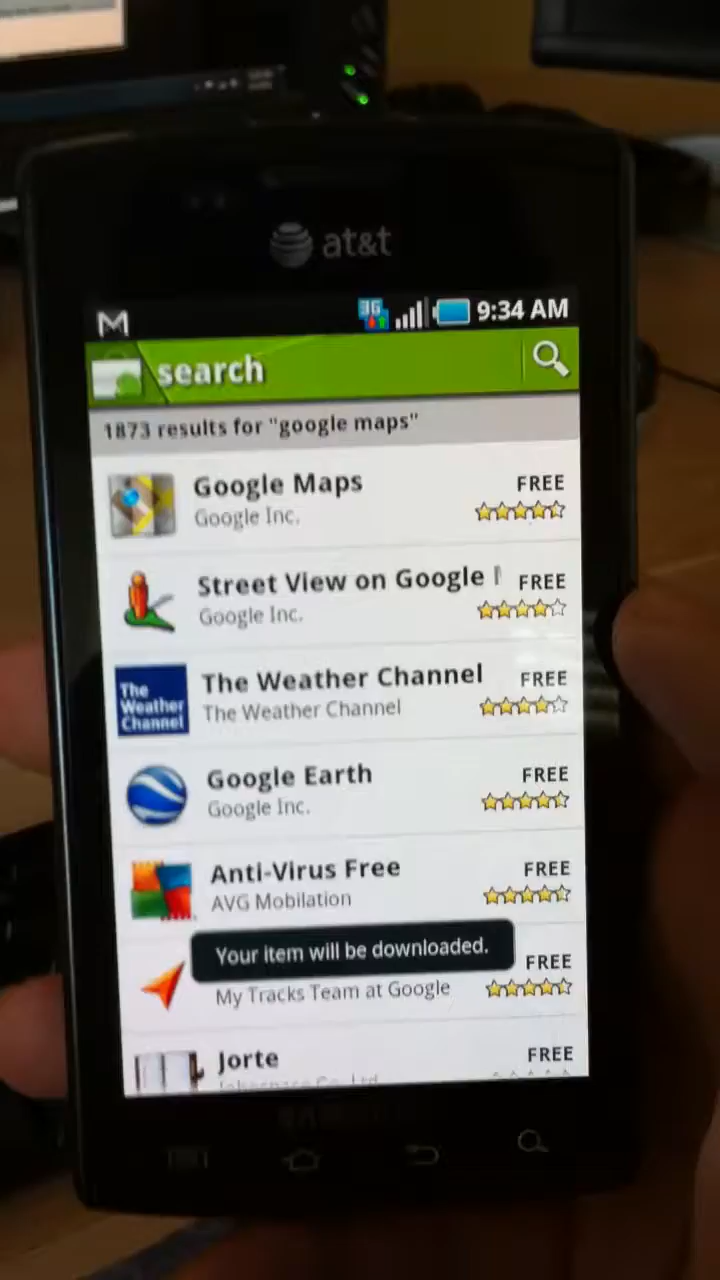 at&t
3G 9:34 AM
search
1873 results for "google maps"
Google Maps FREE
Google Inc.
Street View on Google FREE
Google Inc.
The Weather Channel
The Weather Channel FREE
The Weather Channel
Google Earth FREE
Google Inc.
Anti-Virus Free FREE
AVG Mobilation
Your item will be downloaded. FREE
My Tracks Team at Google
Jorte FREE